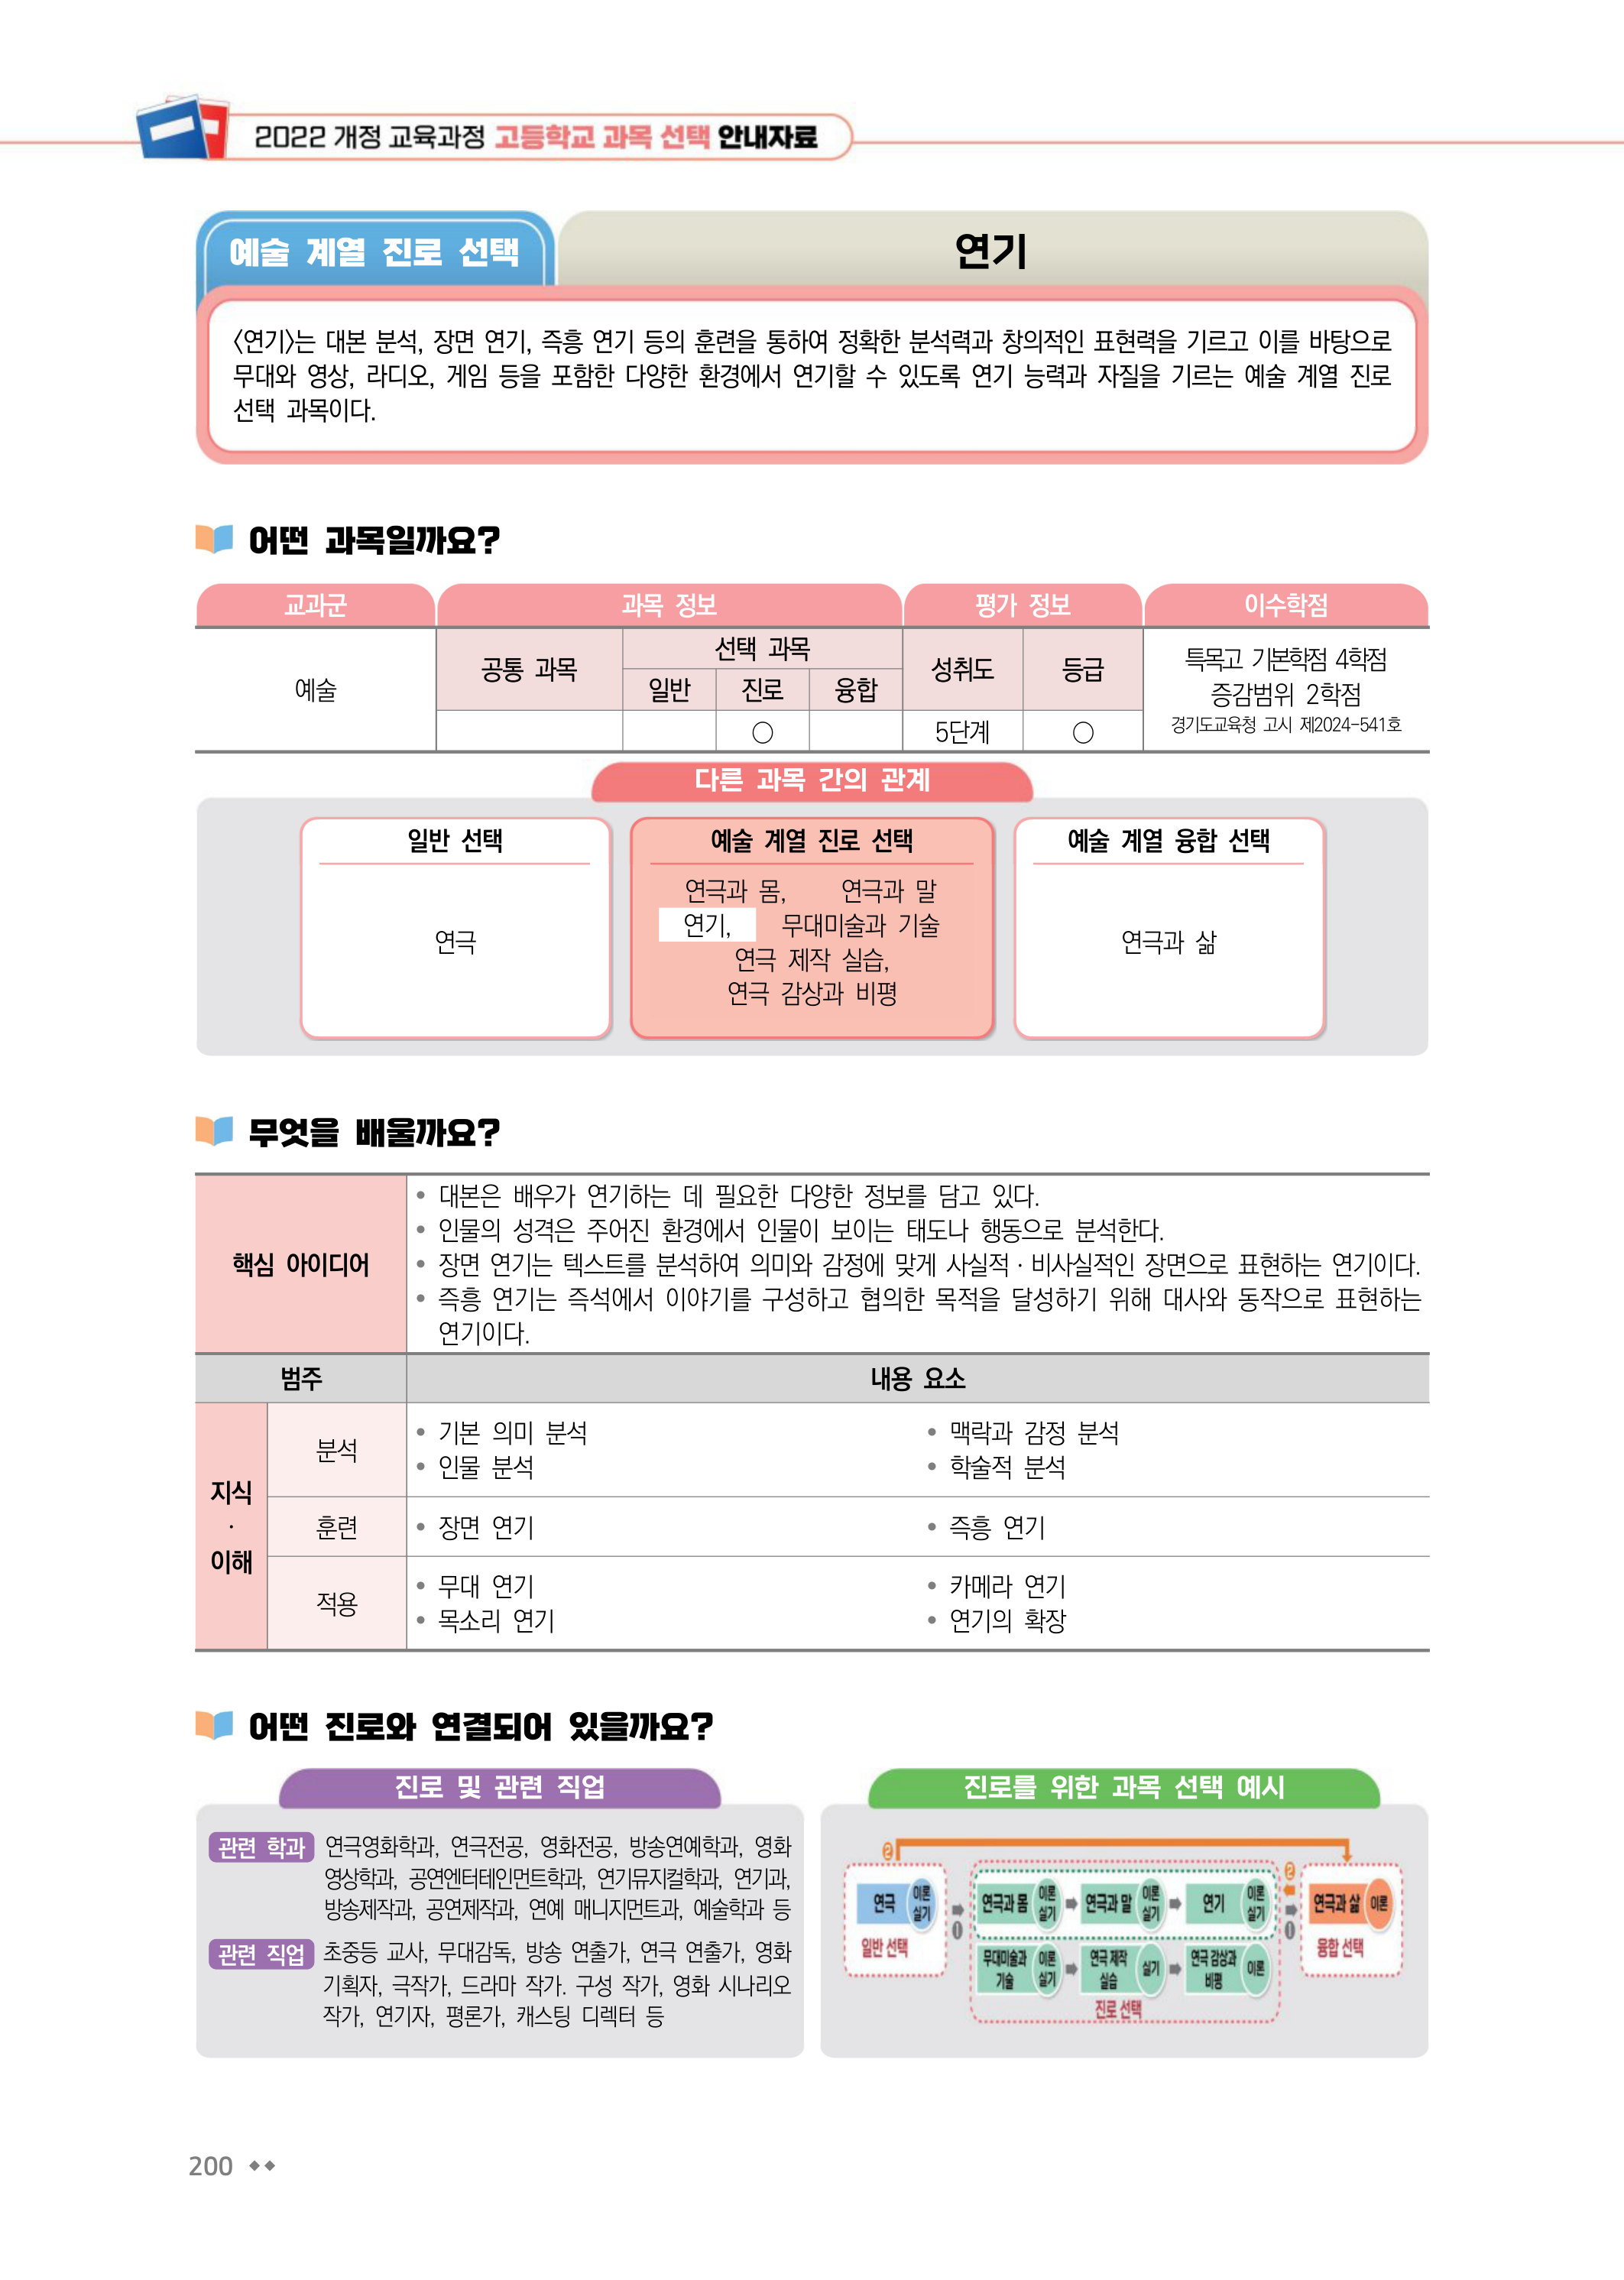 2022 개정 교육과정 고등학교 과목 선택 안내자료
예술 계열 진로 선택
연기
〈연기〉는 대본 분석, 장면 연기, 즉흥 연기 등의 훈련을 통하여 정확한 분석력과 창의적인 표현력을 기르고 이를 바탕으로
무대와 영상, 라디오, 게임 등을 포함한 다양한 환경에서 연기할 수 있도록 연기 능력과 자질을 기르는 예술 계열 진로
선택 과목이다.
어떤 과목일까요?
교과군 과목 정보 평가 정보 이수학점
예술
공통 과목
선택 과목
일반 진로 융합
성취도 등급
○ 5단계 ○
특목고 기본학점 4학점
증감범위 2학점
경기도교육청 고시 제2024-541호
다른 과목 간의 관계
일반 선택
연극
예술 계열 진로 선택
연극과 몸, 연극과 말
연기, 무대미술과 기술
연극 제작 실습,
연극 감상과 비평
예술 계열 융합 선택
연극과 삶
무엇을 배울까요?
핵심 아이디어
• 대본은 배우가 연기하는 데 필요한 다양한 정보를 담고 있다.
• 인물의 성격은 주어진 환경에서 인물이 보이는 태도나 행동으로 분석한다.
• 장면 연기는 텍스트를 분석하여 의미와 감정에 맞게 사실적·비사실적인 장면으로 표현하는 연기이다.
• 즉흥 연기는 즉석에서 이야기를 구성하고 협의한 목적을 달성하기 위해 대사와 동작으로 표현하는
연기이다.
범주 내용 요소
지식
·
이해
분석
• 기본 의미 분석 • 맥락과 감정 분석
• 인물 분석 • 학술적 분석
훈련
• 장면 연기 • 즉흥 연기
적용
• 무대 연기 • 카메라 연기
• 목소리 연기 • 연기의 확장
어떤 진로와 연결되어 있을까요?
진로 및 관련 직업
관련 학과 연극영화학과, 연극전공, 영화전공, 방송연예학과, 영화
영상학과, 공연엔터테인먼트학과, 연기뮤지컬학과, 연기과,
방송제작과, 공연제작과, 연예 매니지먼트과, 예술학과 등
관련 직업 초중등 교사, 무대감독, 방송 연출가, 연극 연출가, 영화
기획자, 극작가, 드라마 작가. 구성 작가, 영화 시나리오
작가, 연기자, 평론가, 캐스팅 디렉터 등
진로를 위한 과목 선택 예시
❷
연극 이론 실기
일반 선택
❶
연극과 몸 이론 실기
연극과 말 이론 실기
연기 이론 실기
무대미술과 기술 이론 실기
연극 제작 실습 실기
연극 감상과 비평 이론
진로 선택
❷
❶
연극과 삶 이론
융합 선택
200